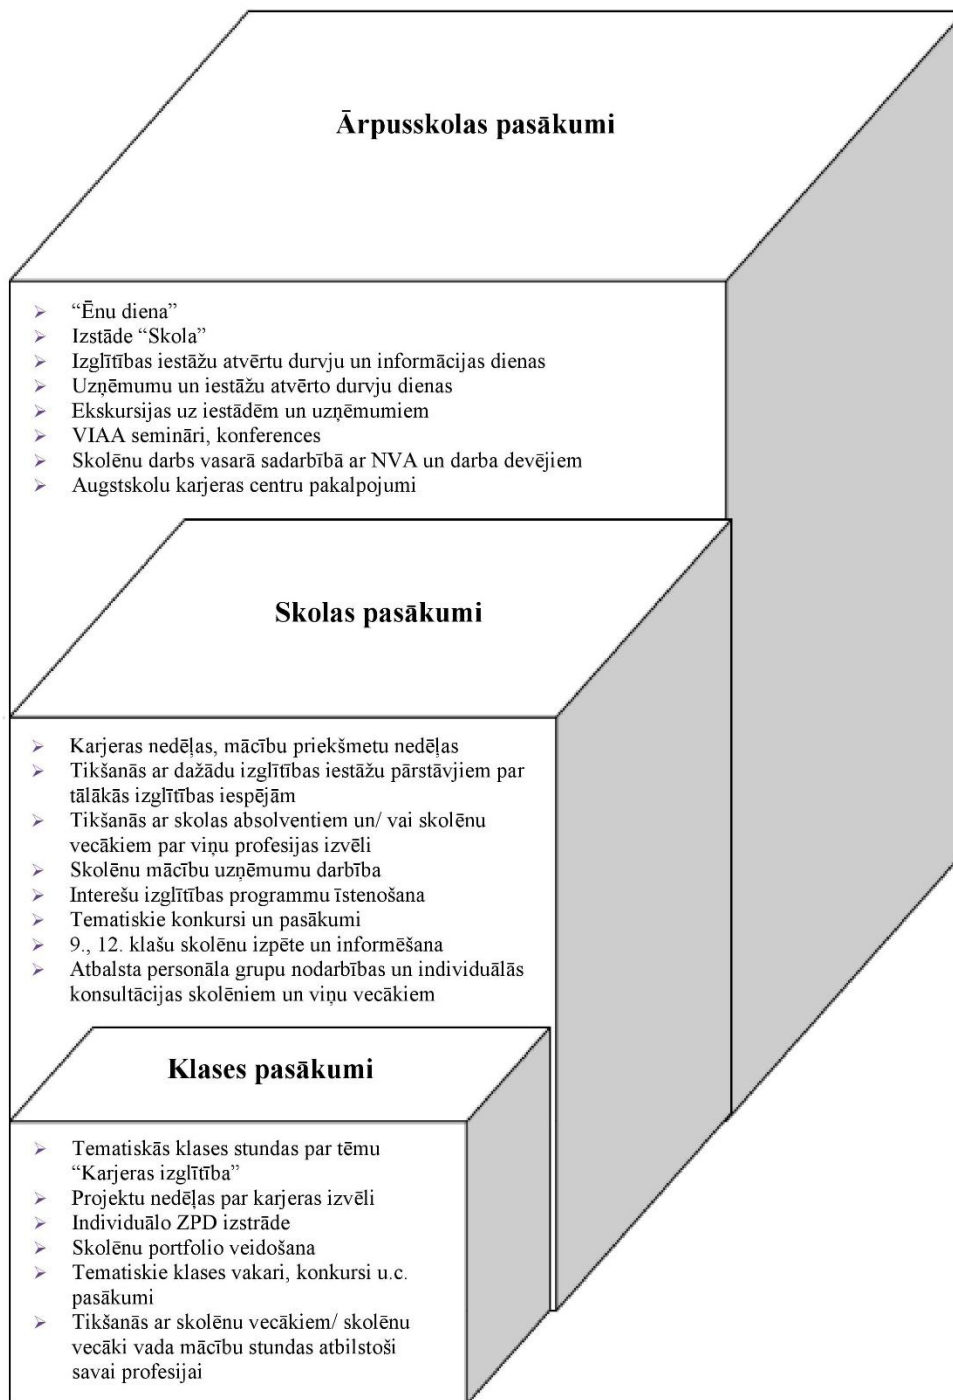 Ārpusskolas pasākumi
➢ “Ēnu diena”
➢ Izstāde “Skola”
➢ Izglītības iestāžu atvērtu durvju un informācijas dienas
➢ Uzņēmumu un iestāžu atvērto durvju dienas
➢ Ekskursijas uz iestādēm un uzņēmumiem
➢ VIAA semināri, konferences
➢ Skolēnu darbs vasarā sadarbībā ar NVA un darba devējiem
➢ Augstskolu karjeras centru pakalpojumi
Skolas pasākumi
➢ Karjeras nedēļas, mācību priekšmetu nedēļas
➢ Tikšanās ar dažādu izglītības iestāžu pārstāvjiem par
tālākās izglītības iespējām
➢ Tikšanās ar skolas absolventiem un/ vai skolēnu
vecākiem par viņu profesijas izvēli
➢ Skolēnu mācību uzņēmumu darbība
➢ Interešu izglītības programmu īstenošana
➢ Tematiskie konkursi un pasākumi
➢ 9., 12. klašu skolēnu izpēte un informēšana
➢ Atbalsta personāla grupu nodarbības un individuālās
konsultācijas skolēniem un viņu vecākiem
Klases pasākumi
➢ Tematiskās klases stundas par tēmu
“Karjeras izglītība”
➢ Projektu nedēļas par karjeras izvēli
➢ Individuālo ZPD izstrāde
➢ Skolēnu portfolio veidošana
➢ Tematiskie klases vakari, konkursi u.c.
pasākumi
➢ Tikšanās ar skolēnu vecākiem/ skolēnu
vecāki vada mācību stundas atbilstoši
savai profesijai